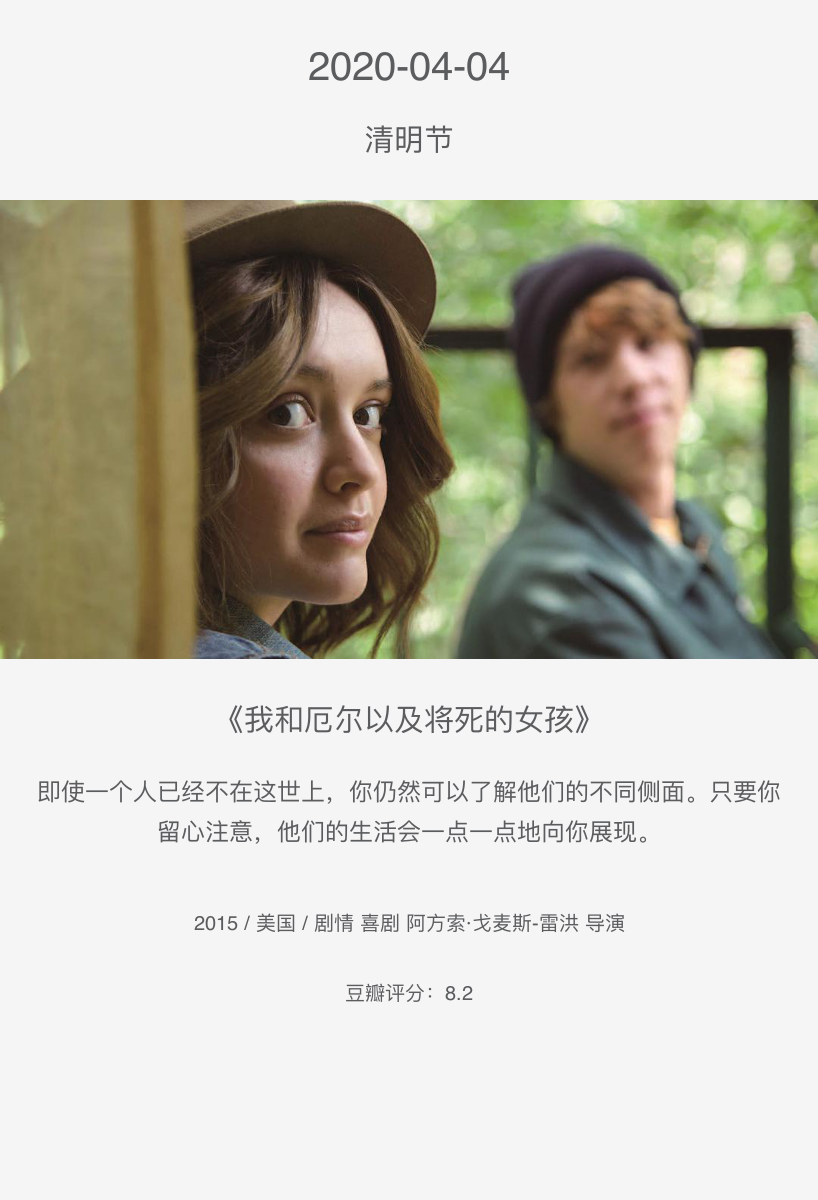 2020-04-04
清明节
《我和厄尔以及将死的女孩》
即使一个人已经不在这世上，你仍然可以了解他们的不同侧面。只要你
留心注意，他们的生活会一点一点地向你展现。
2015 / 美国 / 剧情 喜剧 阿方索·戈麦斯-雷洪 导演
豆瓣评分：8.2